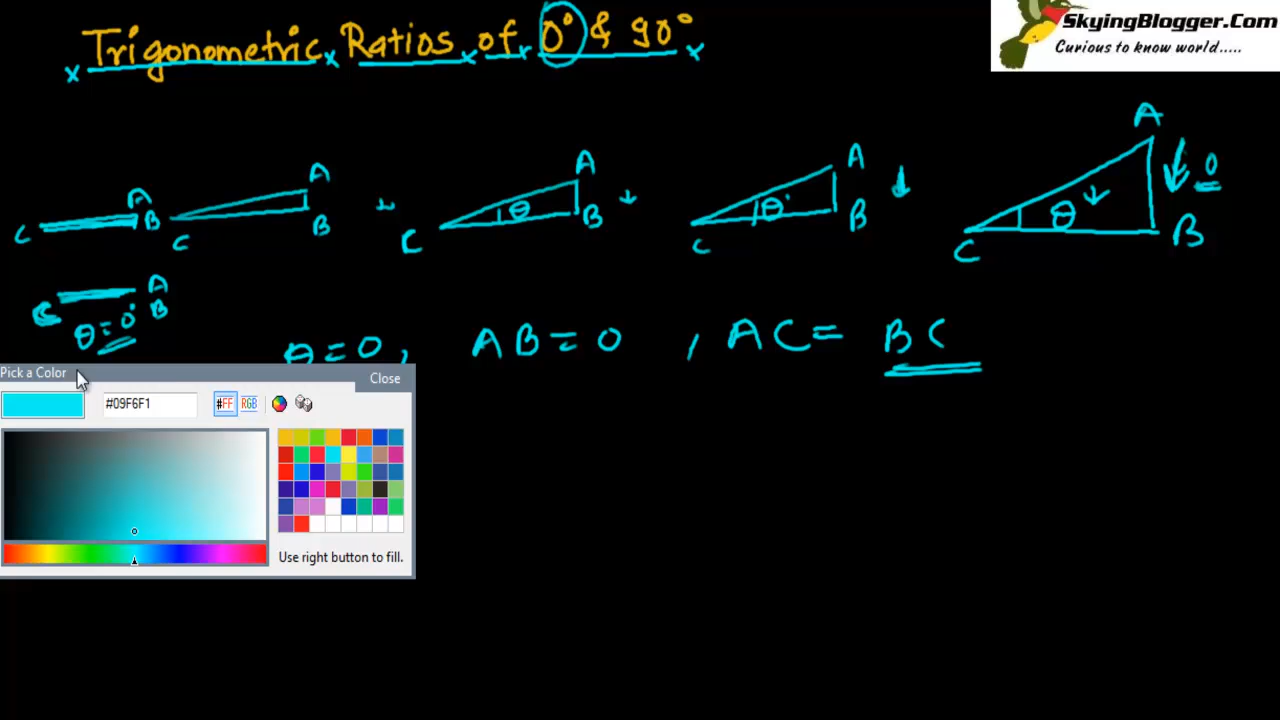 Trigonometric Ratios of 0° & 90°
SkyingBlogger.Com
Curious to know world.....
A
A
A
A
A
0
θ
θ
θ
B
B
B
B
B
C
C
C
C
C
A
B
C
θ = 0°
θ = 0, AB = 0, AC = BC
Pick a Color
Close
#09F6F1
#FF
RGB
Use right button to fill.